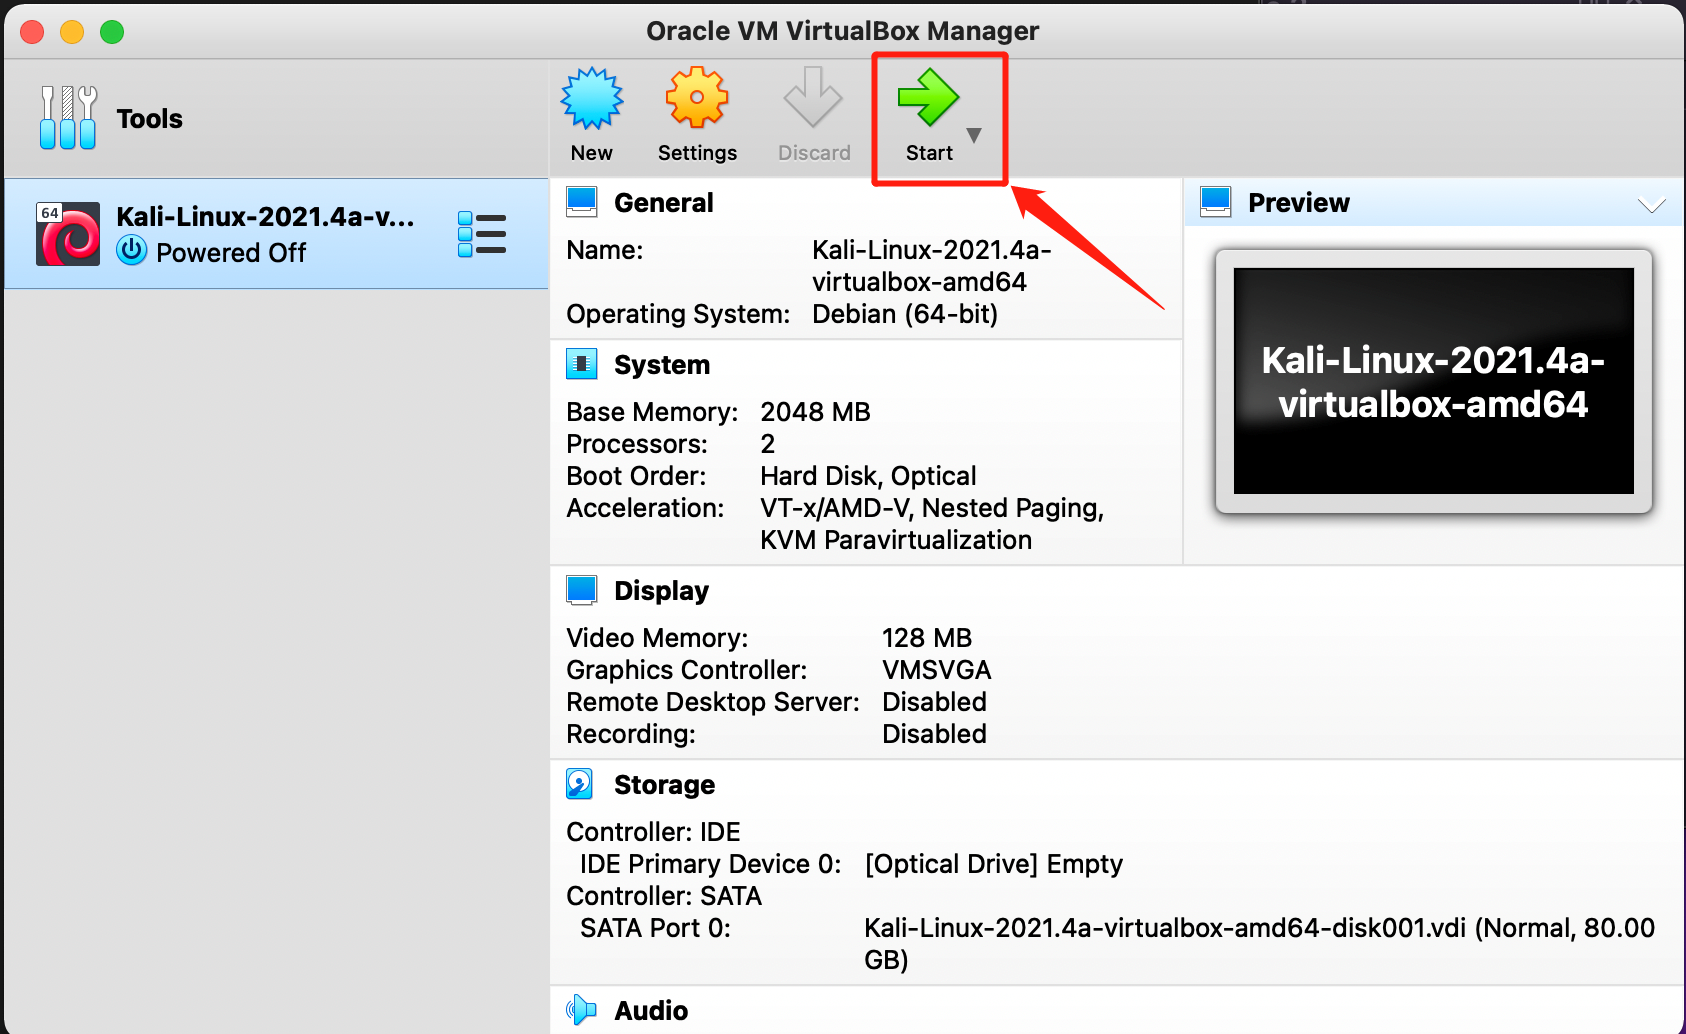 Oracle VM VirtualBox Manager
Tools
New
Settings
Discard
Start
64
Kali-Linux-2021.4a-v...
Powered Off
General
Name: Kali-Linux-2021.4a-
virtualbox-amd64
Operating System: Debian (64-bit)
Preview
Kali-Linux-2021.4a-
virtualbox-amd64
System
Base Memory: 2048 MB
Processors: 2
Boot Order: Hard Disk, Optical
Acceleration: VT-x/AMD-V, Nested Paging,
KVM Paravirtualization
Display
Video Memory: 128 MB
Graphics Controller: VMSVGA
Remote Desktop Server: Disabled
Recording: Disabled
Storage
Controller: IDE
IDE Primary Device 0: [Optical Drive] Empty
Controller: SATA
SATA Port 0: Kali-Linux-2021.4a-virtualbox-amd64-disk001.vdi (Normal, 80.00
GB)
Audio